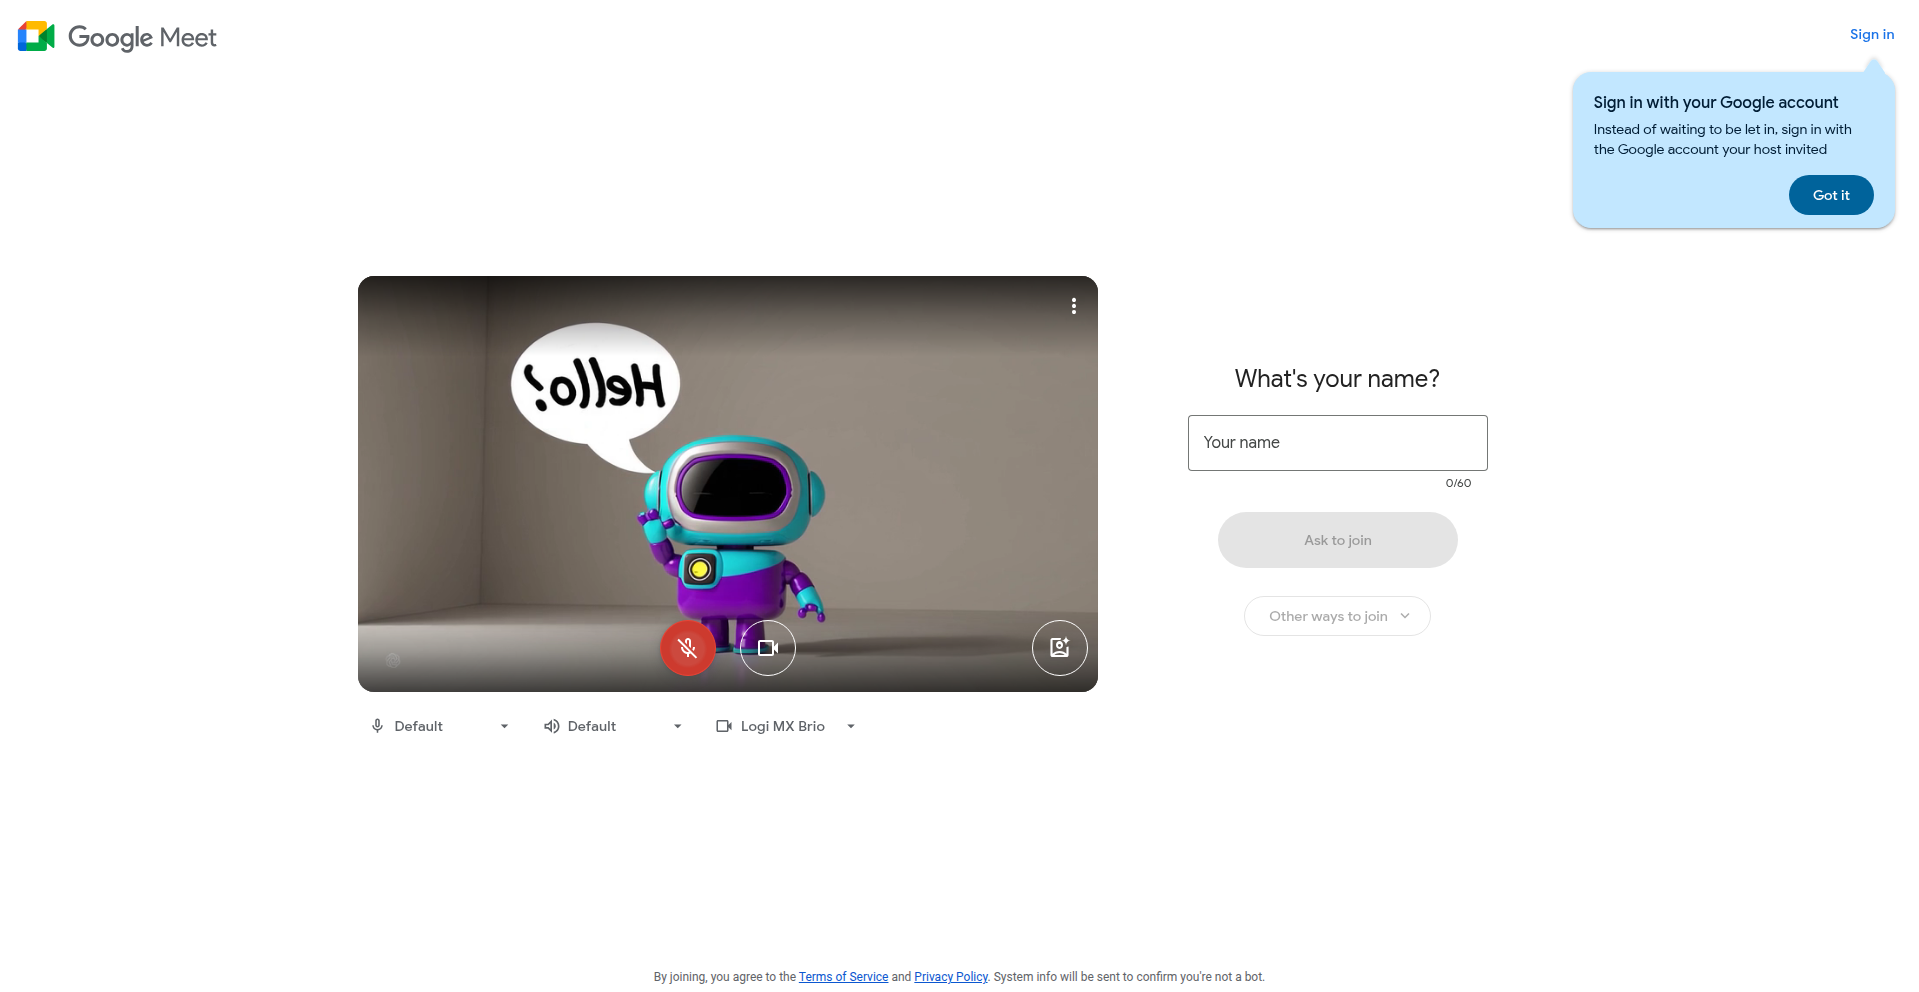 Google Meet
Sign in
Sign in with your Google account
Instead of waiting to be let in, sign in with
the Google account your host invited
Got it
Hello!
What's your name?
Your name
0/60
Ask to join
Other ways to join
Default
Default
Logi MX Brio
By joining, you agree to the Terms of Service and Privacy Policy. System info will be sent to confirm you're not a bot.